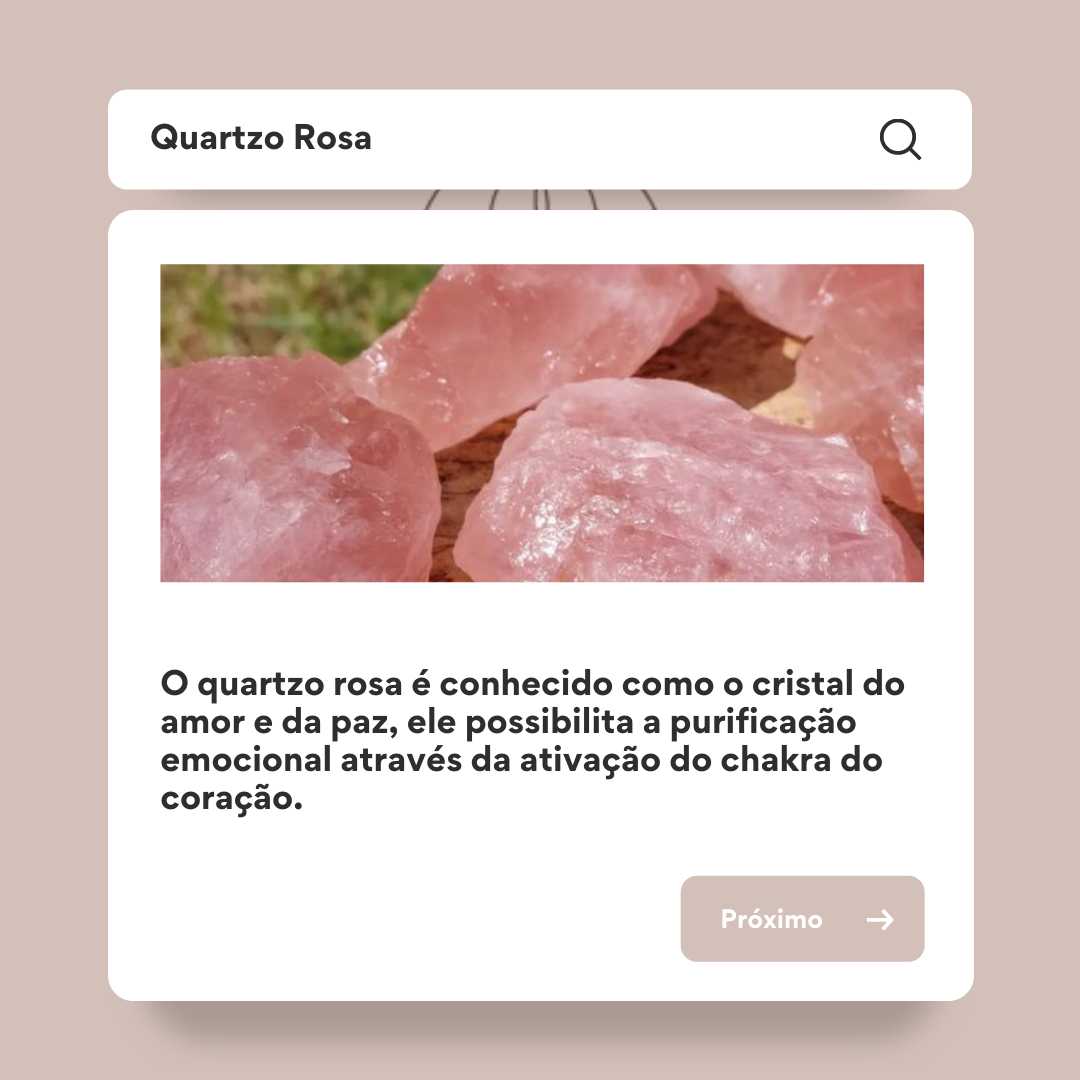 Quartzo Rosa
O quartzo rosa é conhecido como o cristal do
amor e da paz, ele possibilita a purificação
emocional através da ativação do chakra do
coração.
Próximo